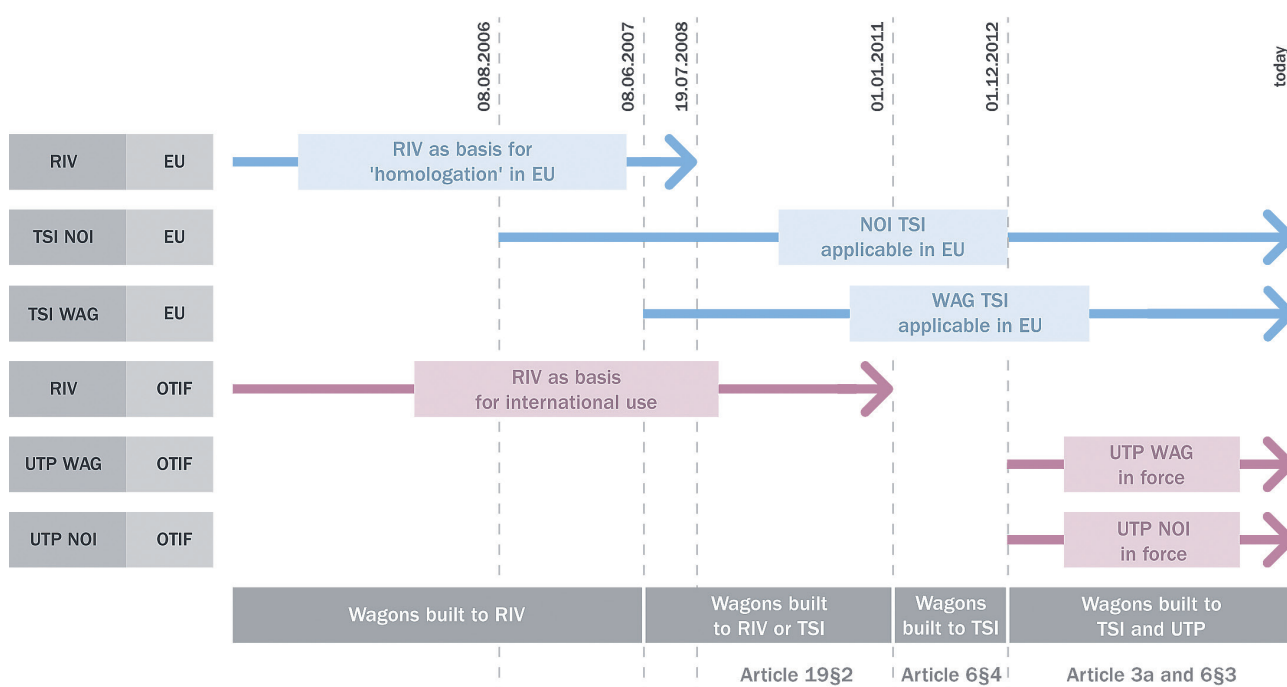 08.08.2006
08.06.2007
19.07.2008
01.01.2011
01.12.2012
today
RIV EU
RIV as basis for
'homologation' in EU
TSI NOI EU
NOI TSI
applicable in EU
TSI WAG EU
WAG TSI
applicable in EU
RIV OTIF
RIV as basis
for international use
UTP WAG OTIF
UTP WAG
in force
UTP NOI OTIF
UTP NOI
in force
Wagons built to RIV
Wagons built
to RIV or TSI
Wagons
built to TSI
Wagons built to
TSI and UTP
Article 19§2
Article 6§4
Article 3a and 6§3